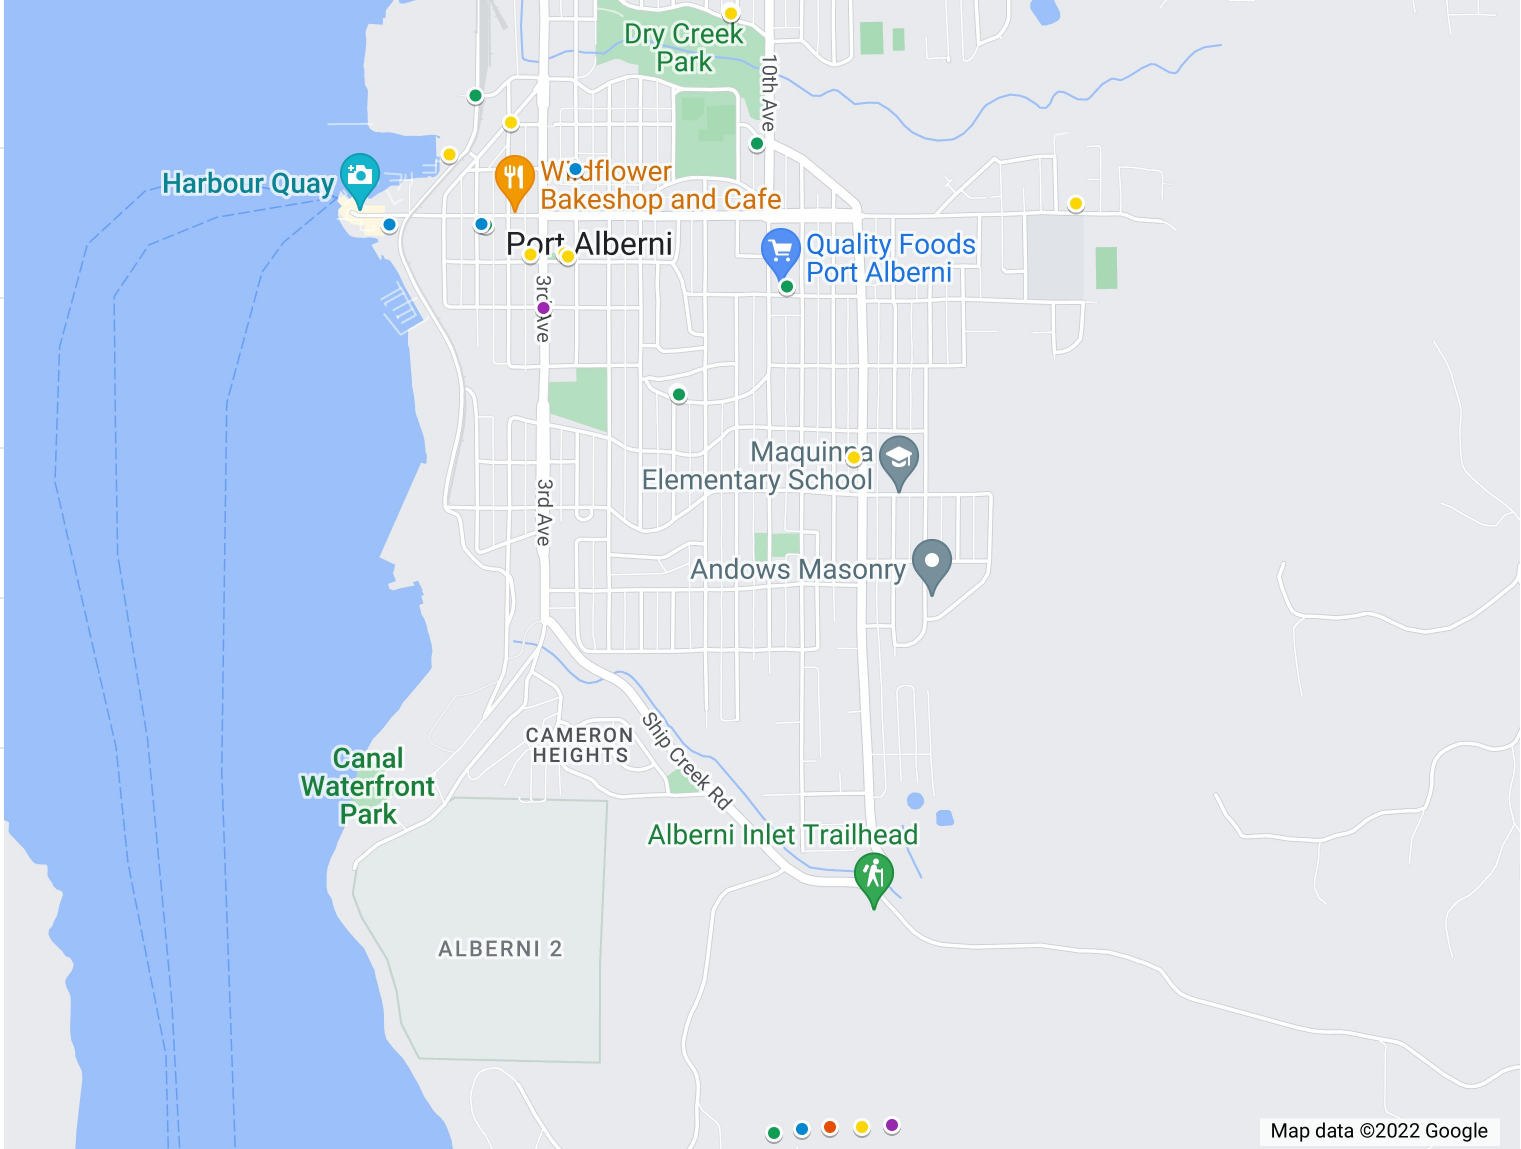 Dry Creek
Park
10th Ave
Harbour Quay
Wildflower
Bakeshop and Cafe
Port Alberni
Quality Foods
Port Alberni
3rd Ave
Maquinna
Elementary School
3rd Ave
Andows Masonry
CAMERON
HEIGHTS
Ship Creek Rd
Canal
Waterfront
Park
Alberni Inlet Trailhead
ALBERNI 2
Map data ©2022 Google